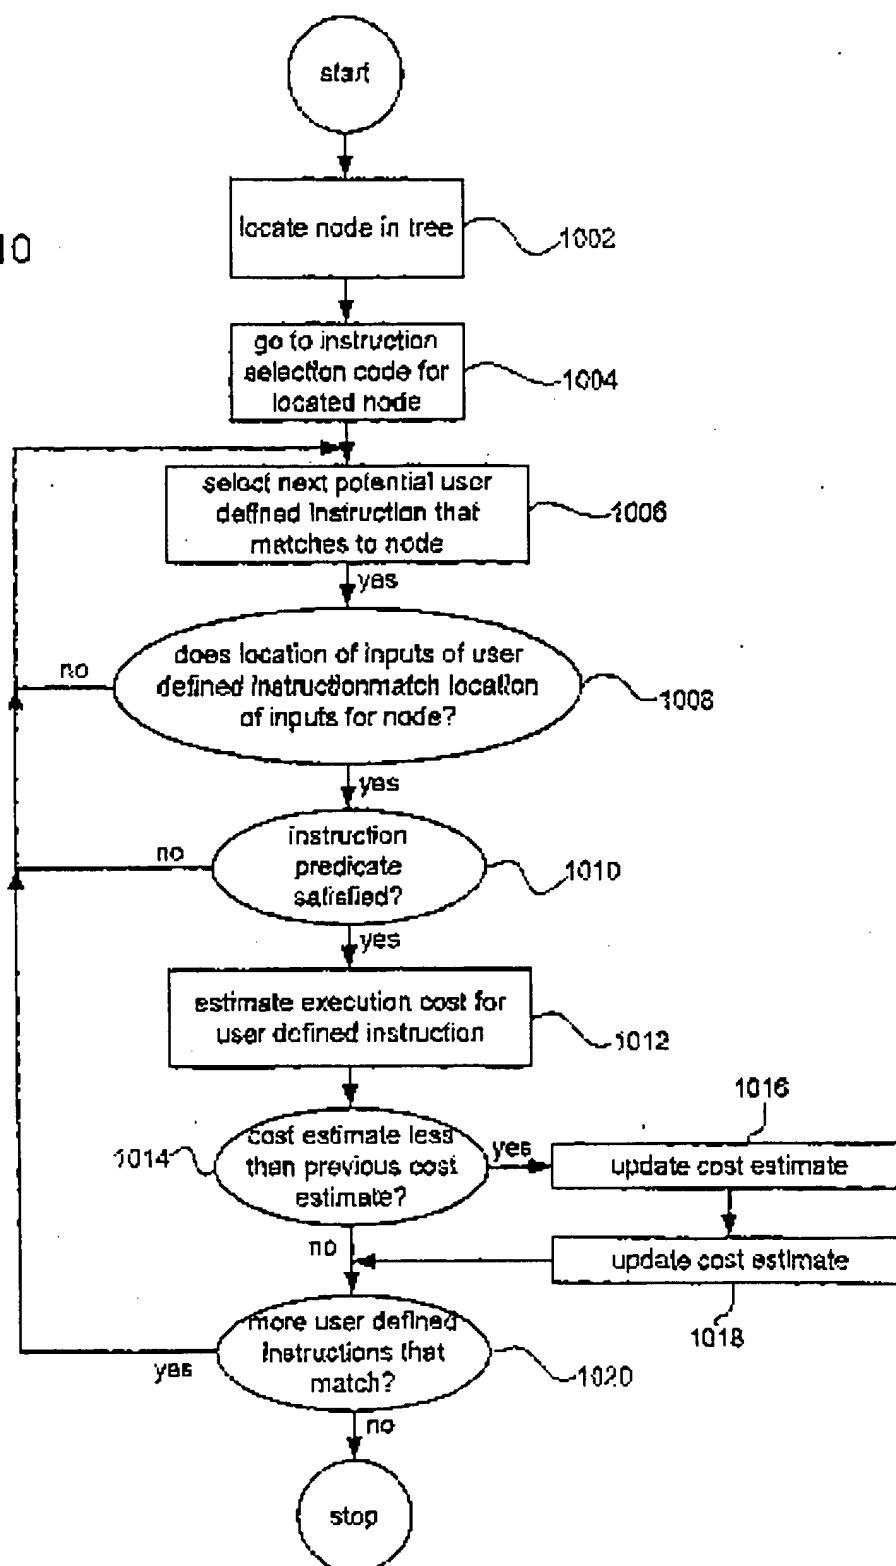 start
locate node in tree
1002
10
go to instruction
selection code for
located node
1004
select next potential user
defined instruction that
matches to node
1006
yes
does location of inputs of user
defined instructionmatch location
of inputs for node?
no
1008
yes
instruction
predicate
satisfied?
no
1010
yes
estimate execution cost for
user defined instruction
1012
1014
cost estimate less
then previous cost
estimate?
yes
1016
update cost estimate
no
update cost estimate
1018
more user defined
instructions that
match?
yes
1020
no
stop